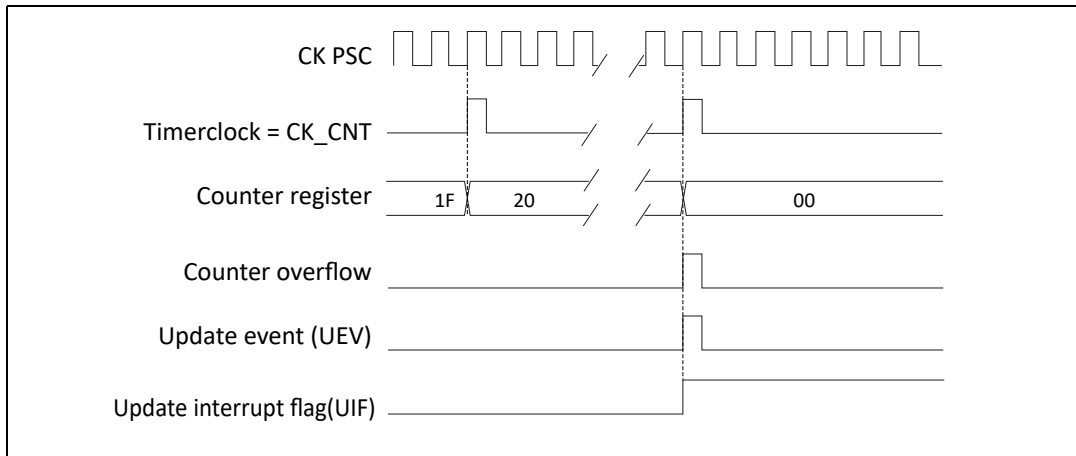 CK PSC
Timerclock = CK_CNT
Counter register 1F 20 00
Counter overflow
Update event (UEV)
Update interrupt flag(UIF)